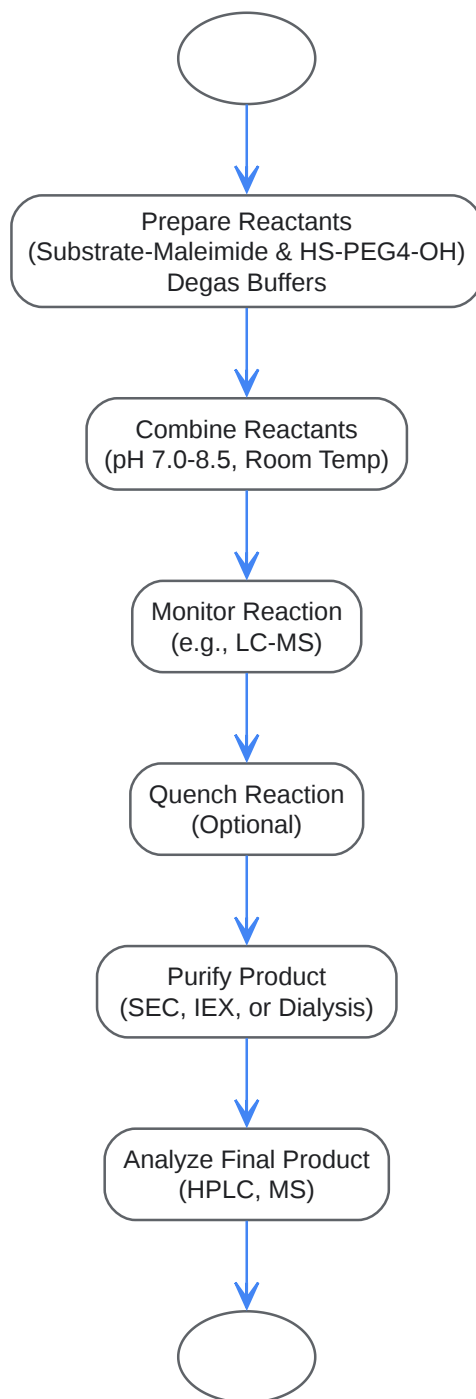 Prepare Reactants
(Substrate-Maleimide & HS-PEG4-OH)
Degas Buffers
Combine Reactants
(pH 7.0-8.5, Room Temp)
Monitor Reaction
(e.g., LC-MS)
Quench Reaction
(Optional)
Purify Product
(SEC, IEX, or Dialysis)
Analyze Final Product
(HPLC, MS)